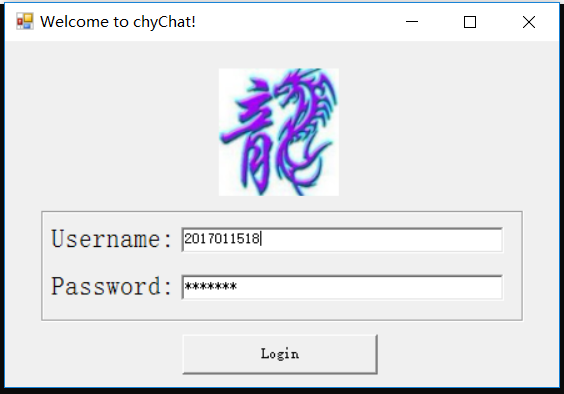 Welcome to chyChat!
龍
Username: 2017011518
Password: *******
Login